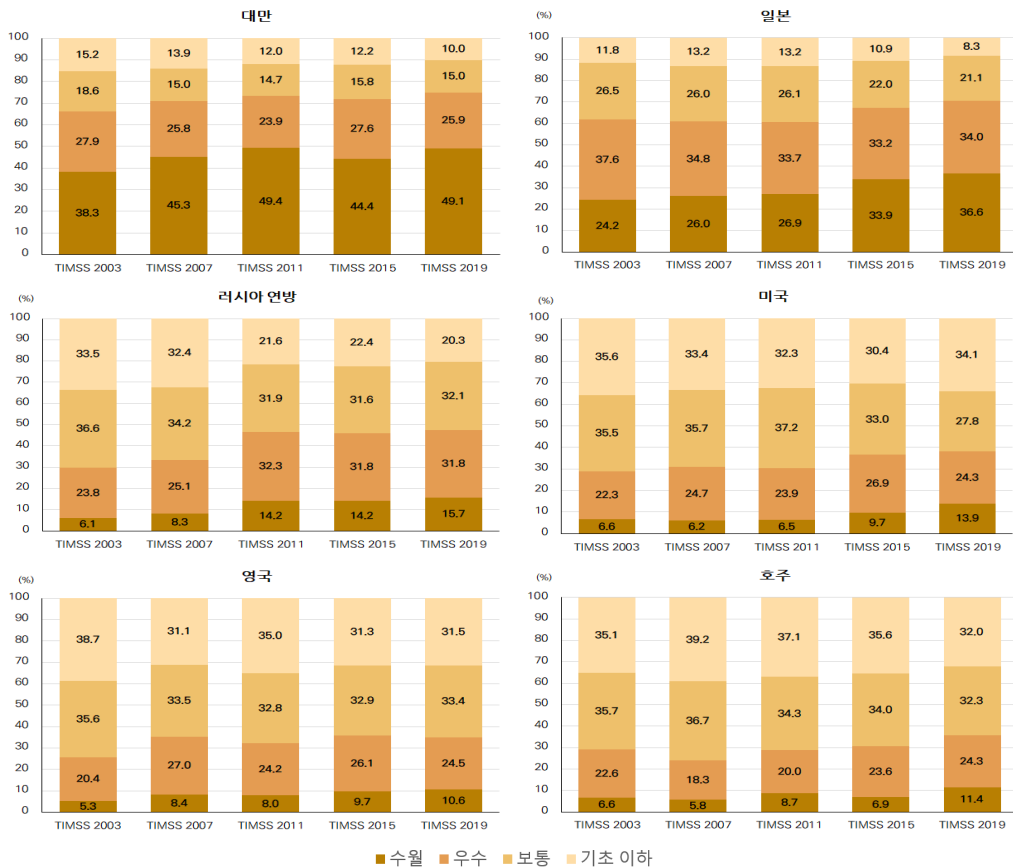 대만
100
90
80
70
60
50
40
30
20
10
0
15.2 13.9 12.0 12.2 10.0
18.6 15.0 14.7 15.8 15.0
27.9 25.8 23.9 27.6 25.9
38.3 45.3 49.4 44.4 49.1
TIMSS 2003 TIMSS 2007 TIMSS 2011 TIMSS 2015 TIMSS 2019
일본
(%)
100
90
80
70
60
50
40
30
20
10
0
11.8 13.2 13.2 10.9 8.3
26.5 26.0 26.1 22.0 21.1
37.6 34.8 33.7 33.2 34.0
24.2 26.0 26.9 33.9 36.6
TIMSS 2003 TIMSS 2007 TIMSS 2011 TIMSS 2015 TIMSS 2019
러시아 연방
(%)
100
90
80
70
60
50
40
30
20
10
0
33.5 32.4 21.6 22.4 20.3
36.6 34.2 31.9 31.6 32.1
23.8 25.1 32.3 31.8 31.8
6.1 8.3 14.2 14.2 15.7
TIMSS 2003 TIMSS 2007 TIMSS 2011 TIMSS 2015 TIMSS 2019
미국
(%)
100
90
80
70
60
50
40
30
20
10
0
35.6 33.4 32.3 30.4 34.1
35.5 35.7 37.2 33.0 27.8
22.3 24.7 23.9 26.9 24.3
6.6 6.2 6.5 9.7 13.9
TIMSS 2003 TIMSS 2007 TIMSS 2011 TIMSS 2015 TIMSS 2019
영국
(%)
100
90
80
70
60
50
40
30
20
10
0
38.7 31.1 35.0 31.3 31.5
35.6 33.5 32.8 32.9 33.4
20.4 27.0 24.2 26.1 24.5
5.3 8.4 8.0 9.7 10.6
TIMSS 2003 TIMSS 2007 TIMSS 2011 TIMSS 2015 TIMSS 2019
호주
(%)
100
90
80
70
60
50
40
30
20
10
0
35.1 39.2 37.1 35.6 32.0
35.7 36.7 34.3 34.0 32.3
22.6 18.3 20.0 23.6 24.3
6.6 5.8 8.7 6.9 11.4
TIMSS 2003 TIMSS 2007 TIMSS 2011 TIMSS 2015 TIMSS 2019
수월 우수 보통 기초 이하